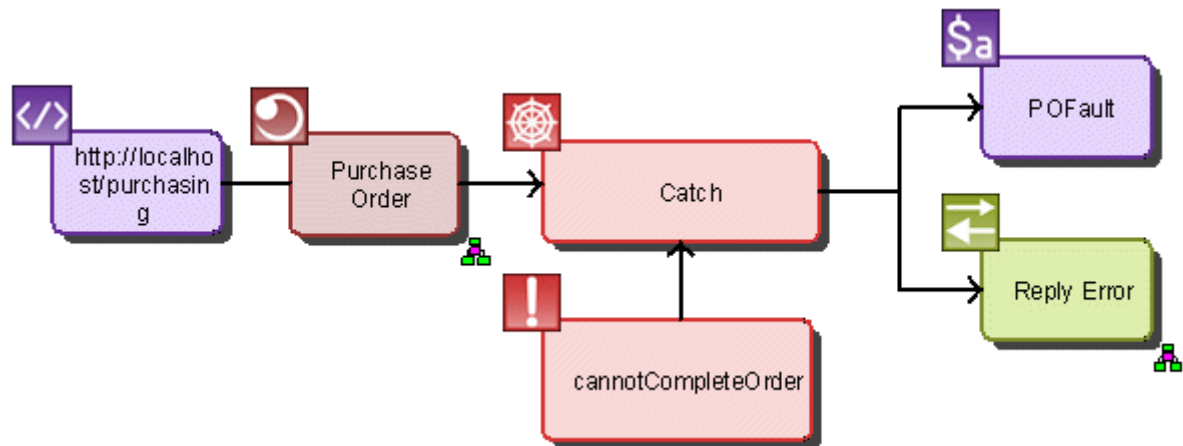 $a
POFault
</>
http://localho
st/purchasin
g
Purchase
Order
Catch
Reply Error
!
cannotCompleteOrder